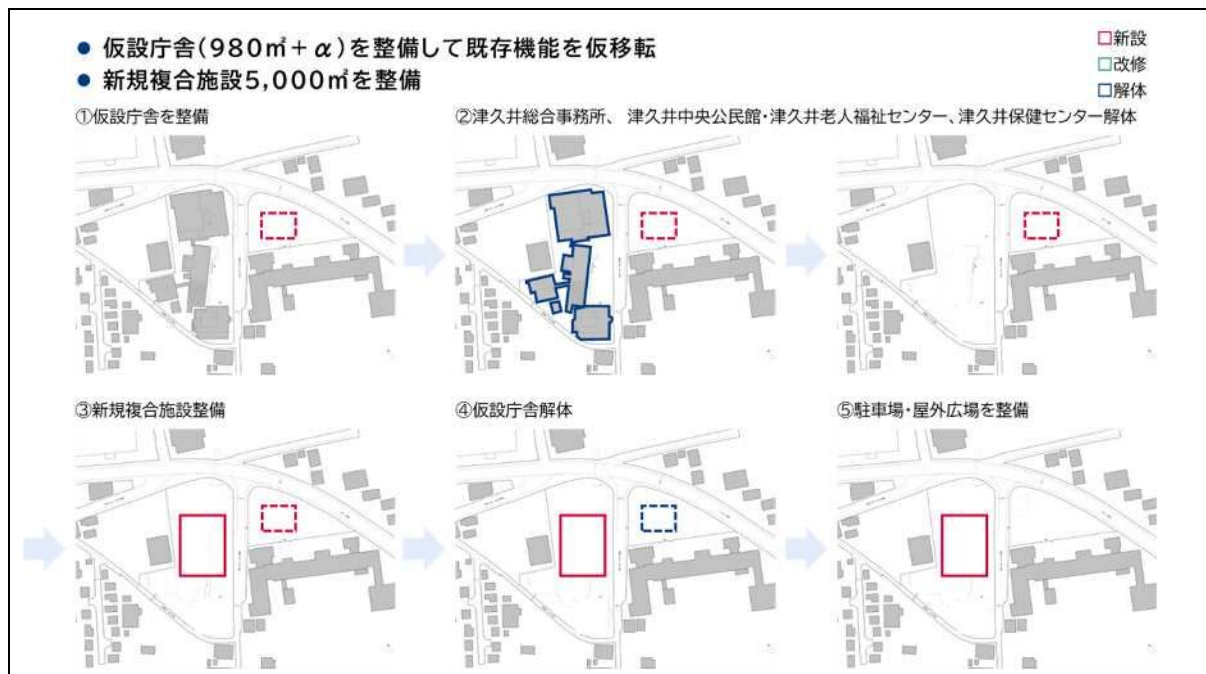 ● 仮設庁舎(980㎡+α)を整備して既存機能を仮移転
● 新規複合施設5,000㎡を整備
新設
改修
解体
①仮設庁舎を整備
②津久井総合事務所、 津久井中央公民館・津久井老人福祉センター、津久井保健センター解体
③新規複合施設整備
④仮設庁舎解体
⑤駐車場・屋外広場を整備